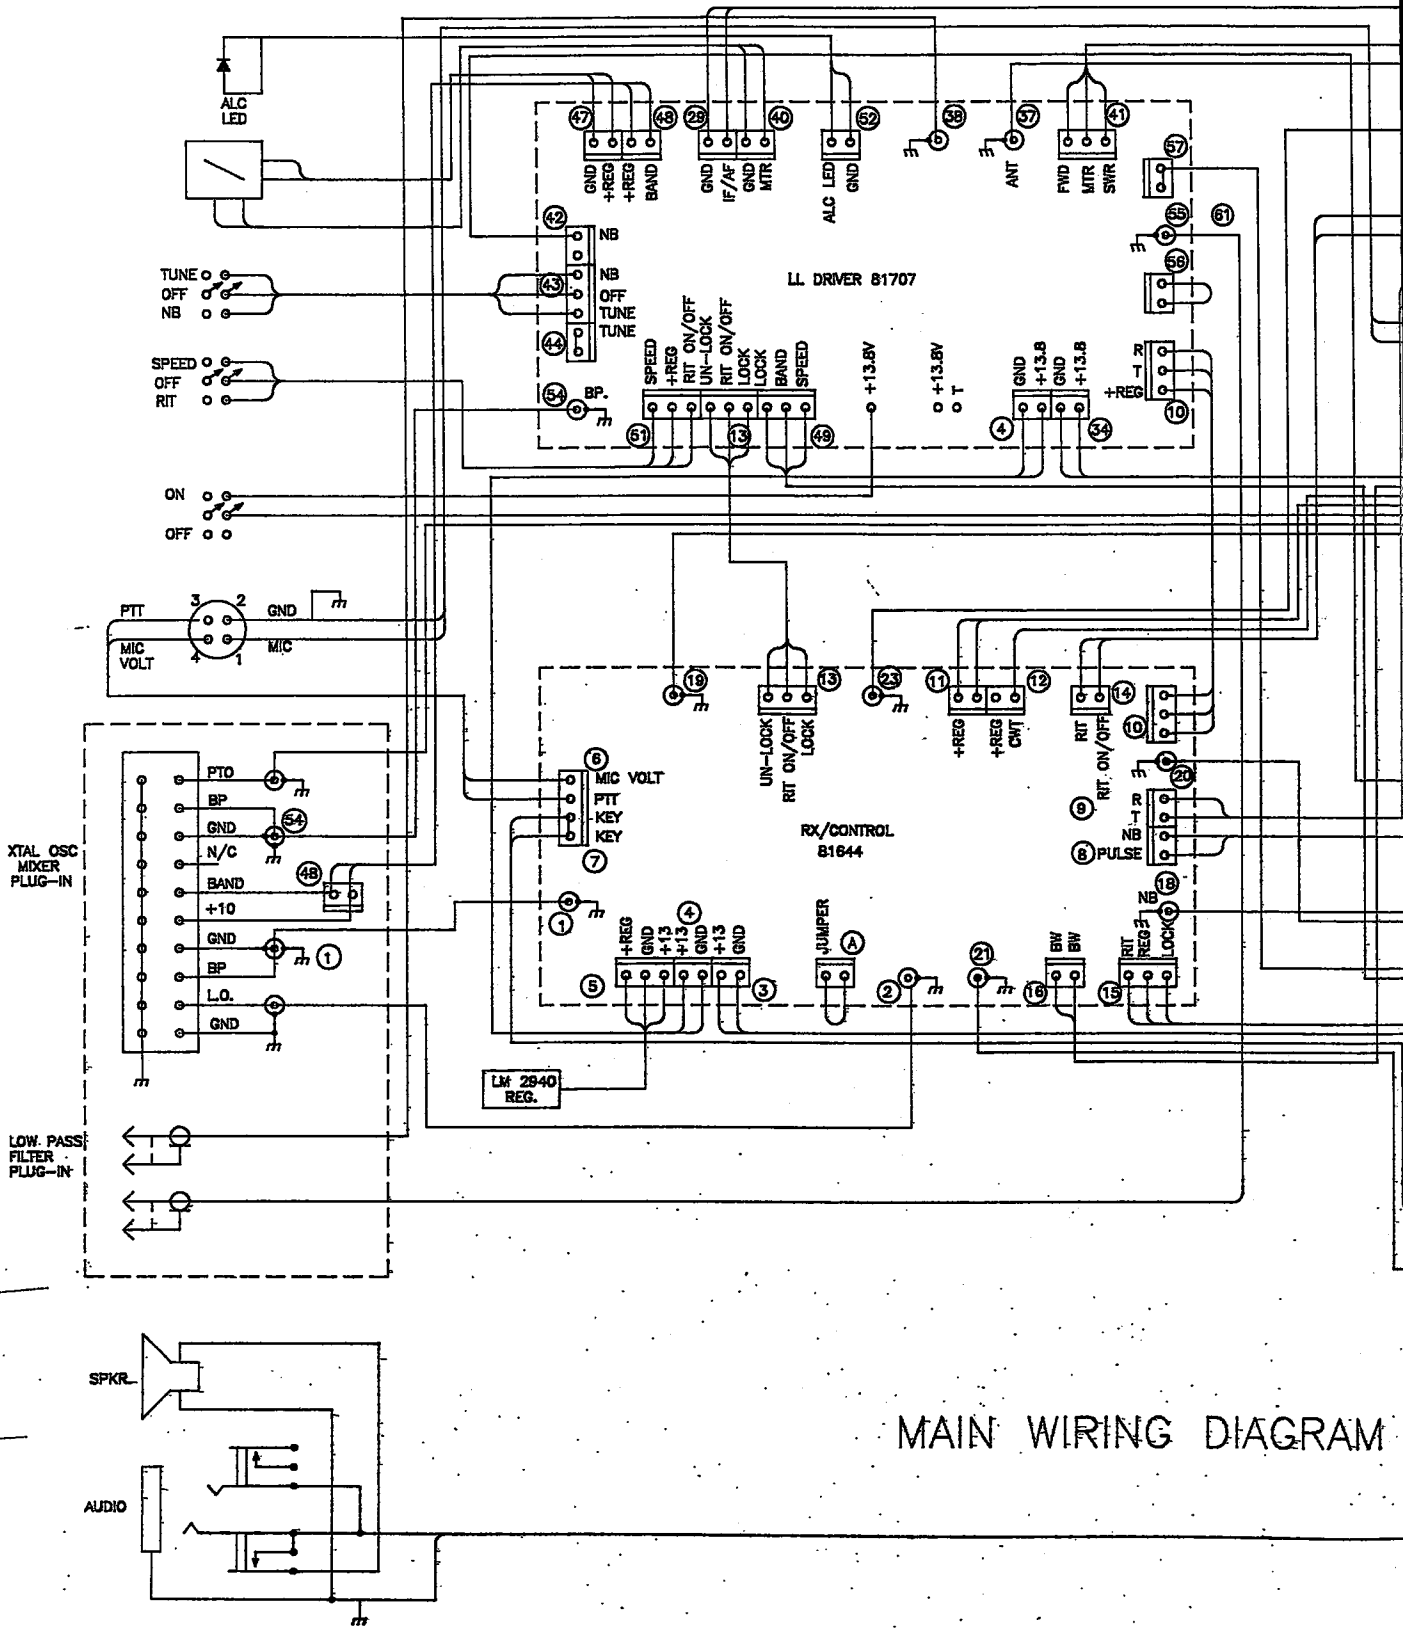 ALC
LED
47
48
29
40
52
38
37
41
57
GND
+REG
+REG
BAND
GND
IF/AF
GND
MTR
ALC LED
GND
ANT
FWD
MTR
SWR
42
NB
55
61
TUNE
OFF
NB
43
NB
OFF
TUNE
TUNE
44
LL DRIVER 81707
56
SPEED
OFF
RIT
54
BP.
SPEED
+REG
RIT ON/OFF
UN-LOCK
RIT ON/OFF
LOCK
LOCK
BAND
SPEED
+13.8V
+13.8V
T
GND
+13.8
GND
+13.8
R
T
+REG
10
51
13
49
4
34
ON
OFF
PTT
3
2
GND
MIC
VOLT
4
1
MIC
19
13
23
11
12
14
10
UN-LOCK
RIT ON/OFF
LOCK
+REG
+REG
CWT
RIT
RIT ON/OFF
20
6
MIC VOLT
PTT
KEY
KEY
7
RX/CONTROL
81644
9
R
T
NB
8
PULSE
18
NB
XTAL OSC
MIXER
PLUG-IN
PTO
BP
54
GND
N/C
48
BAND
+10
GND
1
BP
L.O.
GND
1
+REG
GND
+13
4
+13
GND
+13
GND
5
3
JUMPER
A
2
21
BW
BW
16
RIT
REG
LOCK
15
LM 2940
REG.
LOW PASS
FILTER
PLUG-IN
SPKR
MAIN WIRING DIAGRAM
AUDIO